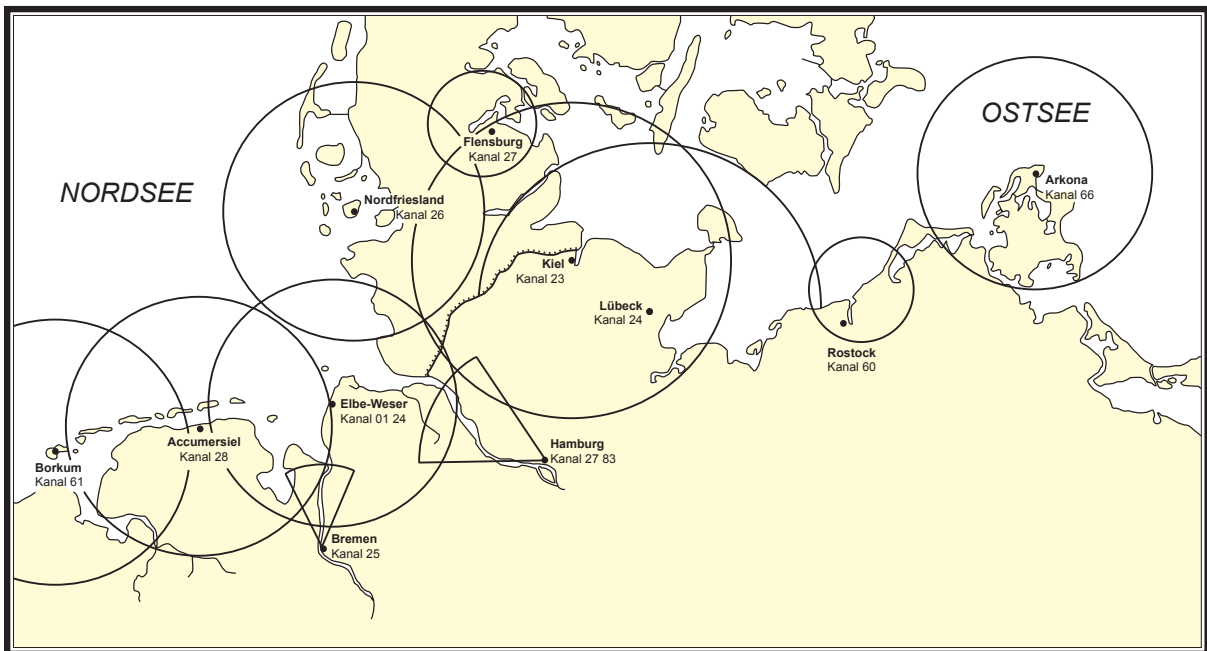 OSTSEE
Flensburg
Kanal 27
NORDSEE
Arkona
Kanal 66
Nordfriesland
Kanal 26
Kiel
Kanal 23
Lübeck
Kanal 24
Rostock
Kanal 60
Elbe-Weser
Kanal 01 24
Accumersiel
Kanal 28
Hamburg
Kanal 27 83
Borkum
Kanal 61
Bremen
Kanal 25